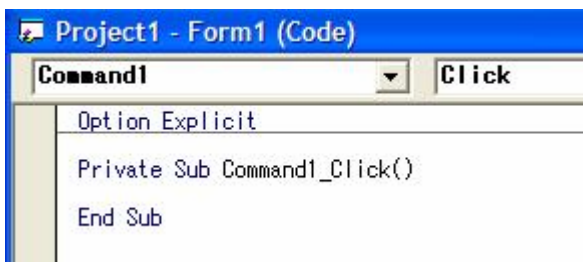 Project1 - Form1 (Code)
Command1 Click
Option Explicit
Private Sub Command1_Click()
End Sub